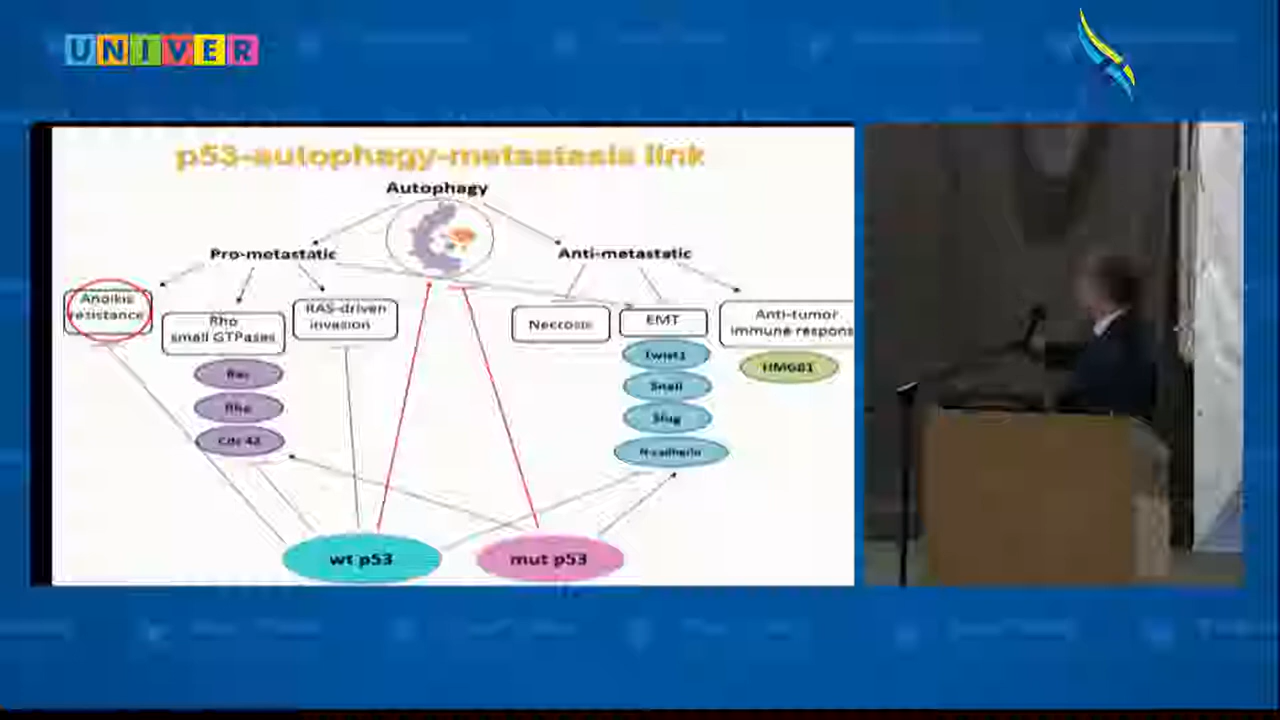 UNIVER
p53-autophagy-metastasis link
Autophagy
Pro-metastatic
Anti-metastatic
Anoikis
resistance
Rho
small GTPases
RAS-driven
invasion
Necrosis
EMT
Anti-tumor
immune respons
Rac
Rho
Cdc 42
Twist1
Snail
Slug
N-cadherin
HMGB1
wt p53
mut p53